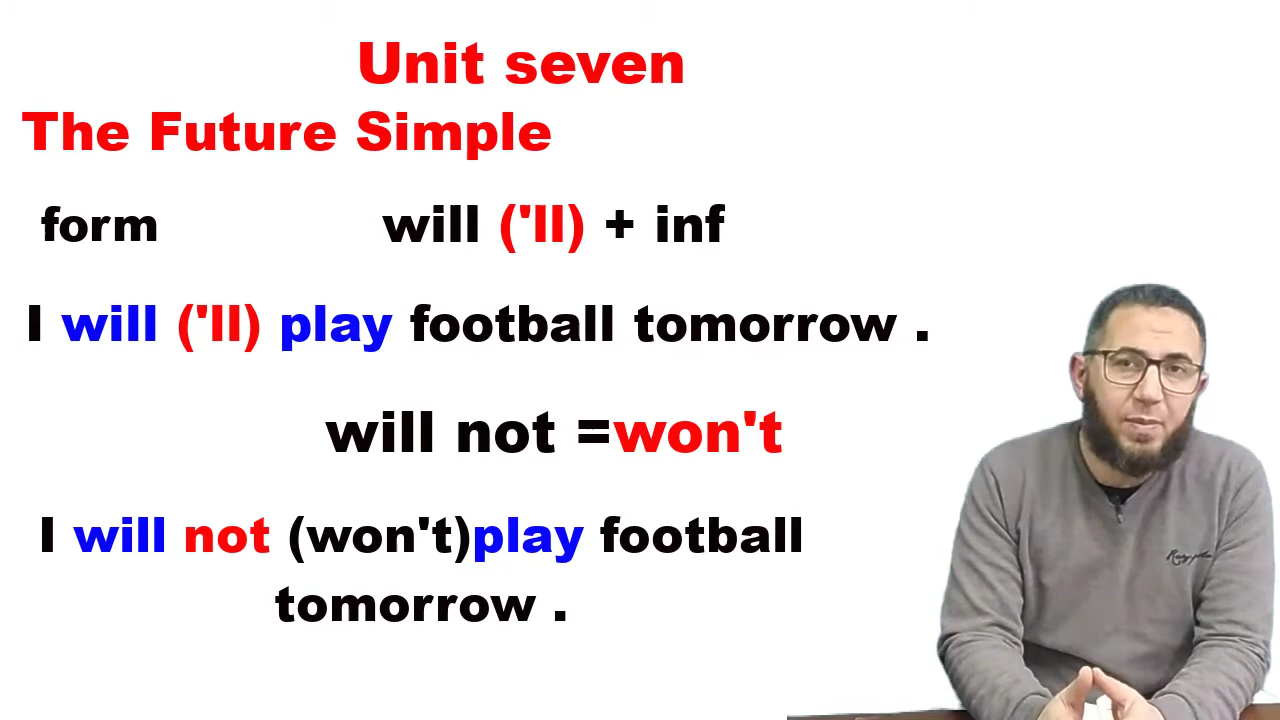 Unit seven
The Future Simple
form will ('ll) + inf
I will ('ll) play football tomorrow .
will not =won't
I will not (won't)play football
tomorrow .